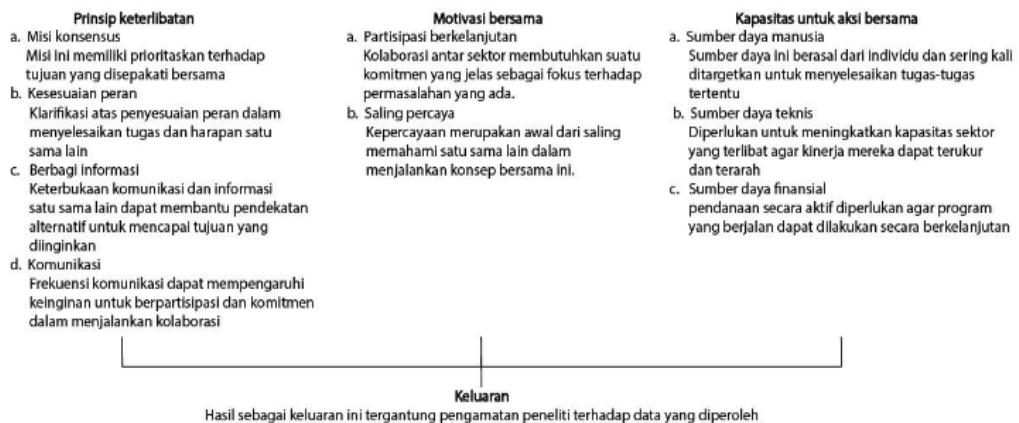 Prinsip keterlibatan
a. Misi konsensus
Misi ini memiliki prioritaskan terhadap
tujuan yang disepakati bersama
b. Kesesuaian peran
Klarifikasi atas penyesuaian peran dalam
menyelesaikan tugas dan harapan satu
sama lain
c. Berbagi informasi
Keterbukaan komunikasi dan informasi
satu sama lain dapat membantu pendekatan
alternatif untuk mencapai tujuan yang
diinginkan
d. Komunikasi
Frekuensi komunikasi dapat mempengaruhi
keinginan untuk berpartisipasi dan komitmen
dalam menjalankan kolaborasi
Motivasi bersama
a. Partisipasi berkelanjutan
Kolaborasi antar sektor membutuhkan suatu
komitmen yang jelas sebagai fokus terhadap
permasalahan yang ada.
b. Saling percaya
Kepercayaan merupakan awal dari saling
memahami satu sama lain dalam
menjalankan konsep bersama ini.
Kapasitas untuk aksi bersama
a. Sumber daya manusia
Sumber daya ini berasal dari individu dan sering kali
ditargetkan untuk menyelesaikan tugas-tugas
tertentu
b. Sumber daya teknis
Diperlukan untuk meningkatkan kapasitas sektor
yang terlibat agar kinerja mereka dapat terukur
dan terarah
c. Sumber daya finansial
pendanaan secara aktif diperlukan agar program
yang berjalan dapat dilakukan secara berkelanjutan
Keluaran
Hasil sebagai keluaran ini tergantung pengamatan peneliti terhadap data yang diperoleh